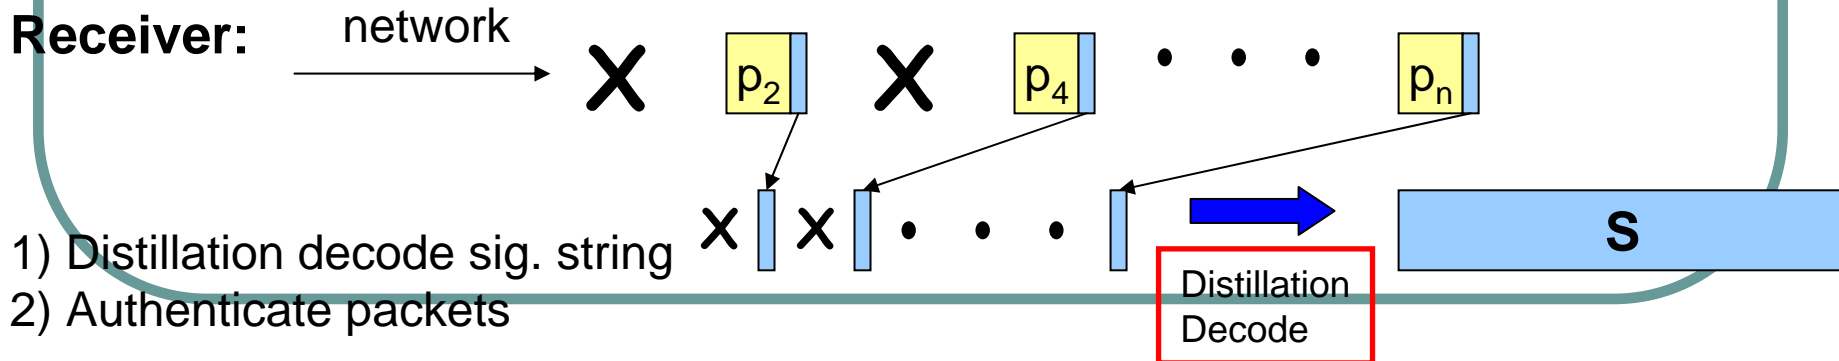 Receiver:
network
X p₂ X p₄ • • • pₙ
X X • • •
S
1) Distillation decode sig. string
2) Authenticate packets
Distillation
Decode